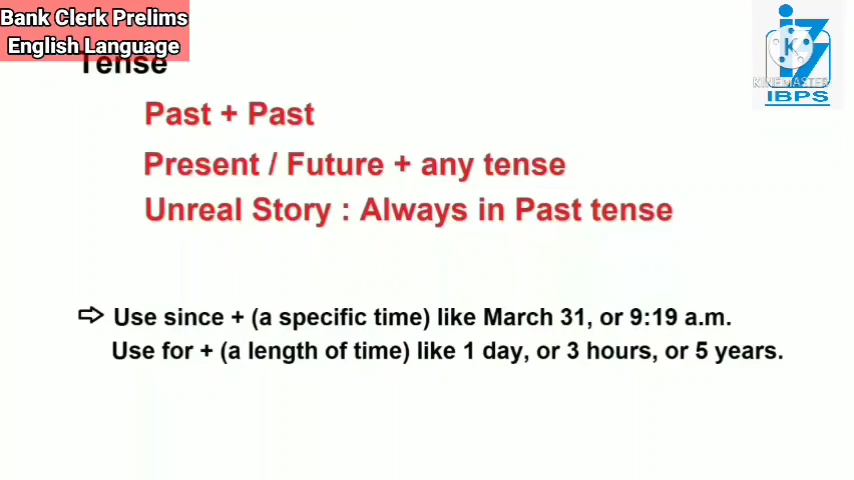 Bank Clerk Prelims
English Language
Tense
Past + Past
Present / Future + any tense
Unreal Story : Always in Past tense
⇨ Use since + (a specific time) like March 31, or 9:19 a.m.
Use for + (a length of time) like 1 day, or 3 hours, or 5 years.
K
KINEMASTER
IBPS